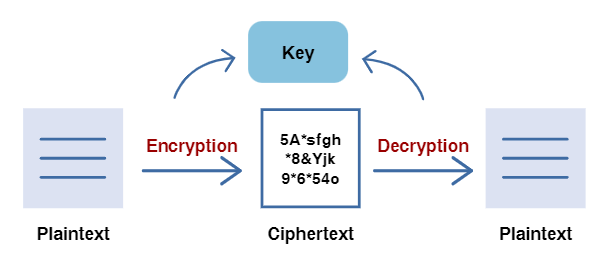 Key
Encryption
5A*sfgh
*8&Yjk
9*6*54o
Decryption
Plaintext
Ciphertext
Plaintext